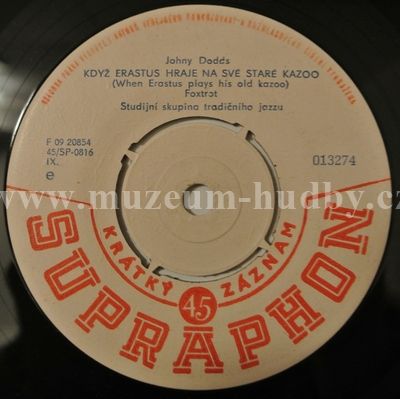 Johny Dodds
KDYŽ ERASTUS HRAJE NA SVÉ STARÉ KAZOO
(When Erastus plays his old kazoo)
Foxtrot
Studijní skupina tradičního jazzu
F 09 20854
45/SP-0816
IX.
e
013274
www.muzeum-hudby.cz
KRÁTKÝ 45 ZÁZNAM
SUPRAPHON